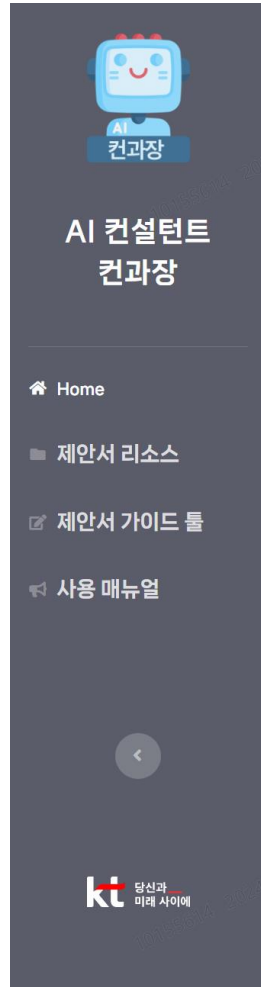 AI
컨과장
AI 컨설턴트
컨과장
Home
제안서 리소스
제안서 가이드 툴
사용 매뉴얼
kt 당신과
미래 사이에